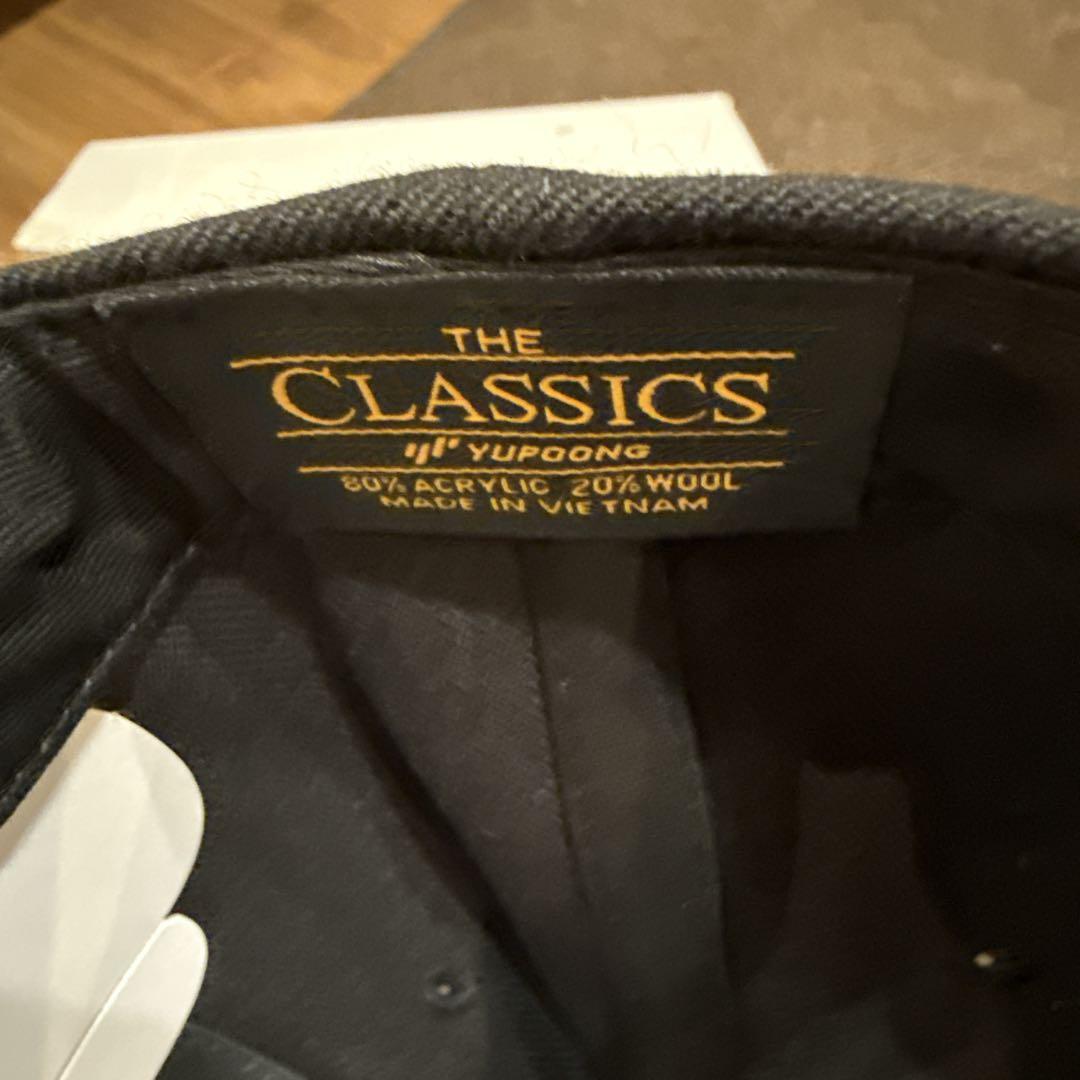 THE
CLASSICS
YUPOONG
80% ACRYLIC 20% WOOL
MADE IN VIETNAM